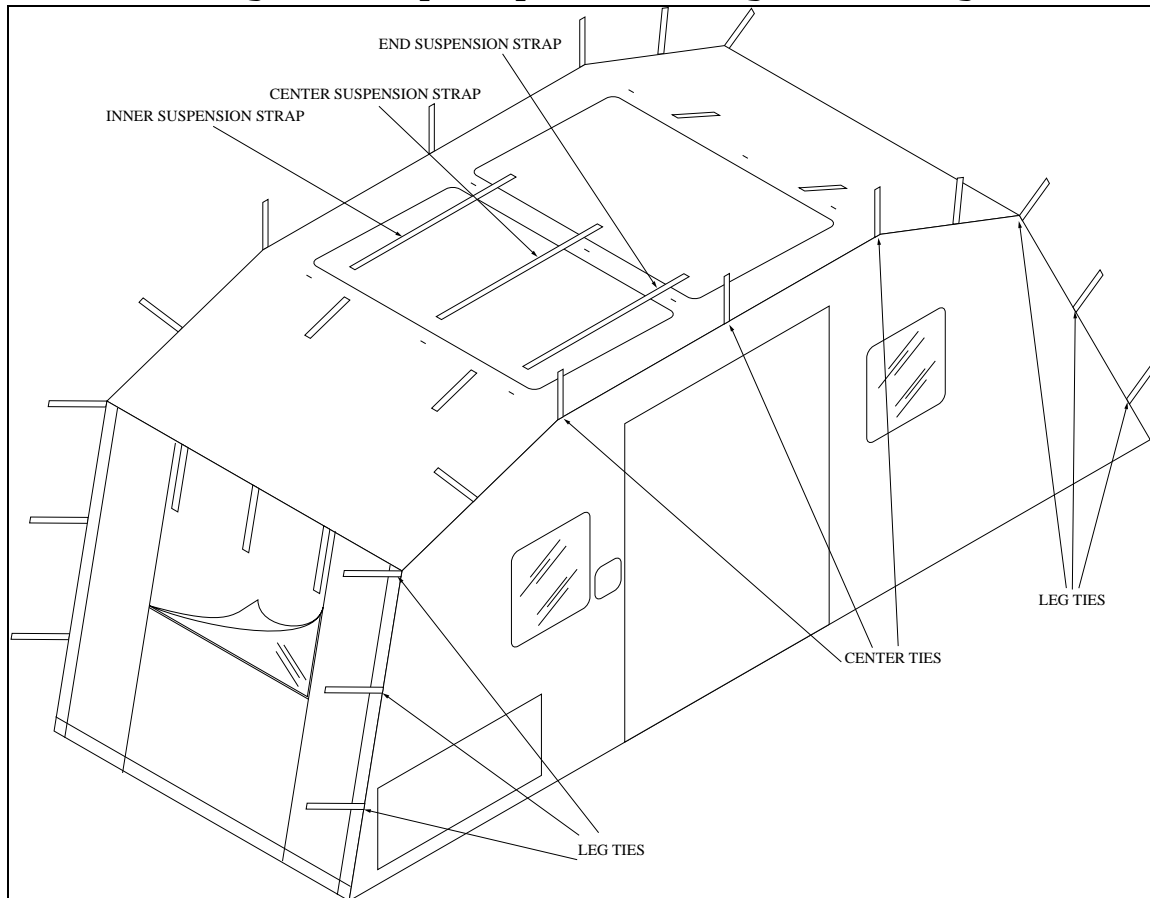 END SUSPENSION STRAP
CENTER SUSPENSION STRAP
INNER SUSPENSION STRAP
LEG TIES
CENTER TIES
LEG TIES